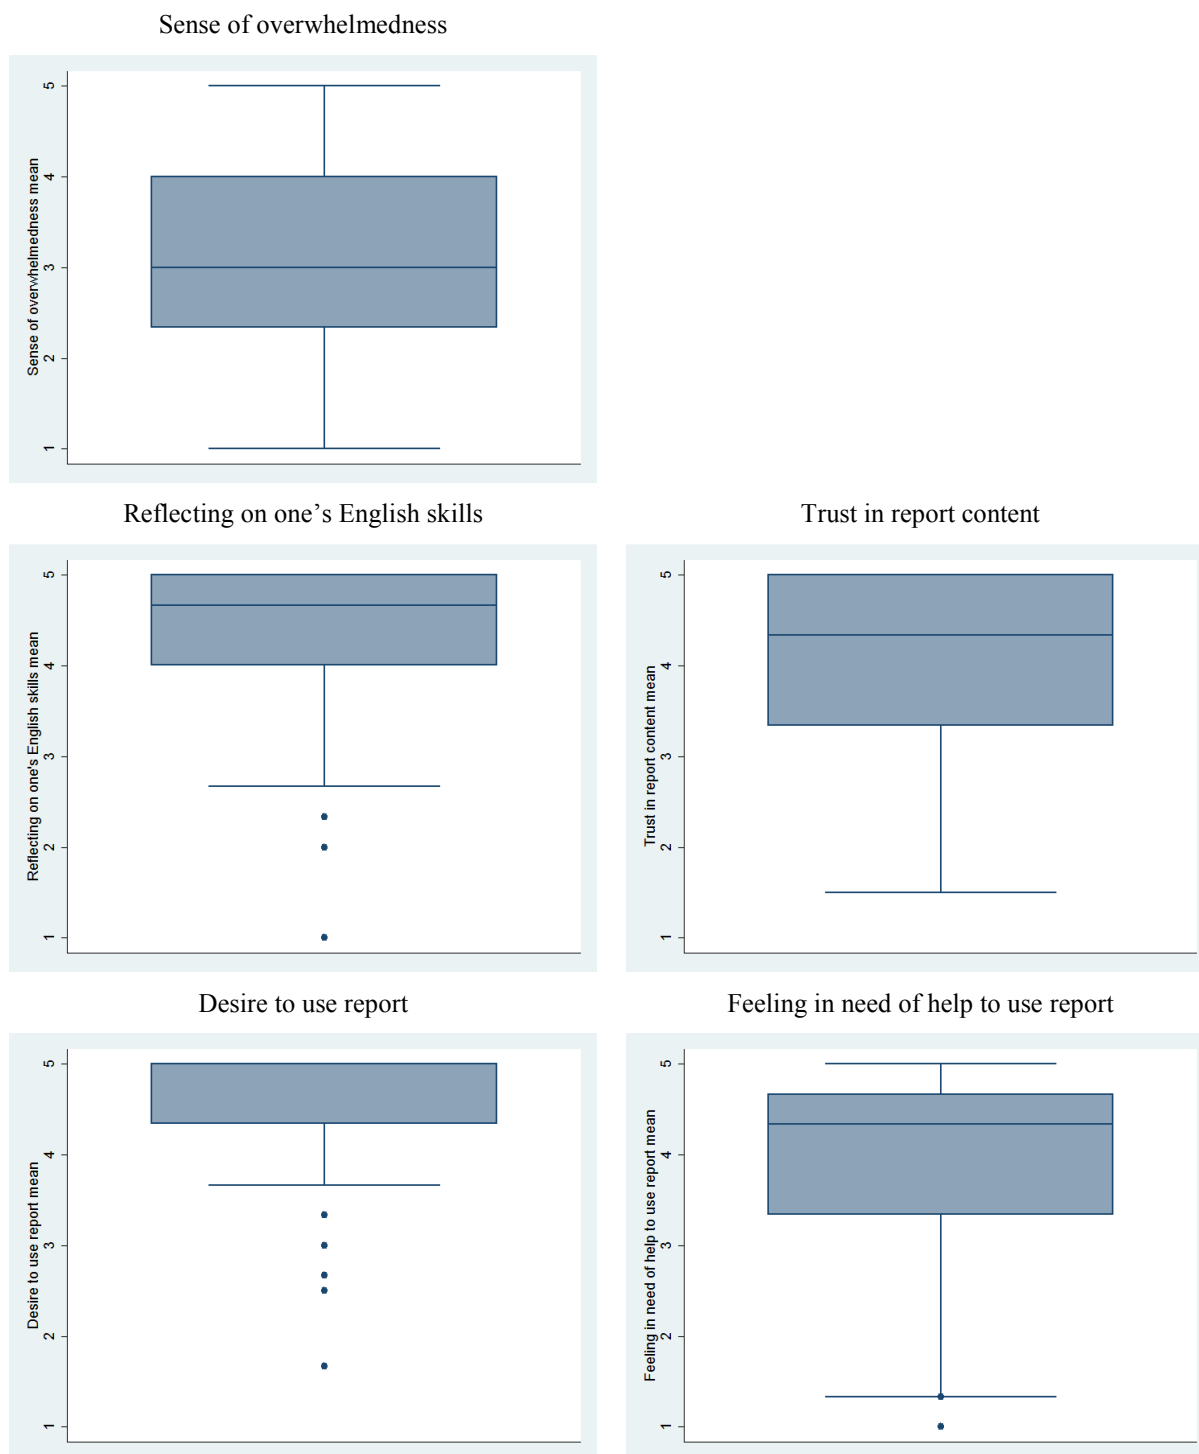 Sense of overwhelmedness
Sense of overwhelmedness mean
5
4
3
2
1
Reflecting on one’s English skills
Reflecting on one's English skills mean
5
4
3
2
1
Trust in report content
Trust in report content mean
5
4
3
2
1
Desire to use report
Desire to use report mean
5
4
3
2
1
Feeling in need of help to use report
Feeling in need of help to use report mean
5
4
3
2
1